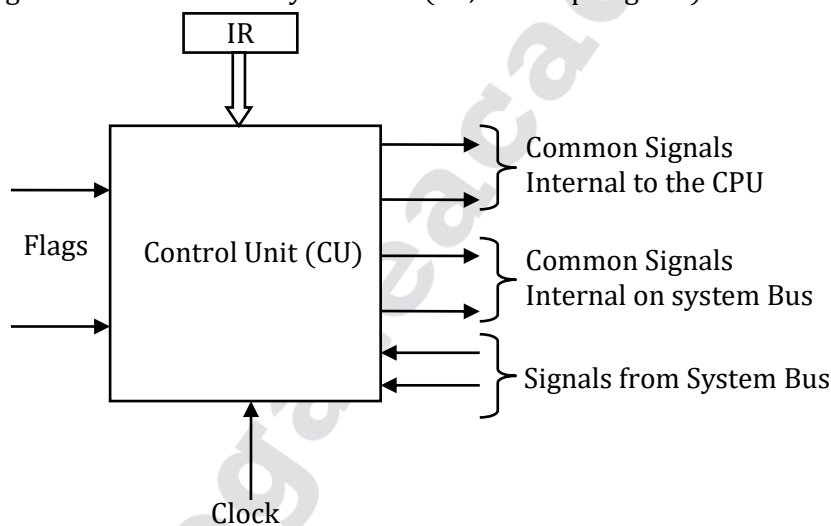 IR
Common Signals
Internal to the CPU
Flags
Control Unit (CU)
Common Signals
Internal on system Bus
Signals from System Bus
Clock